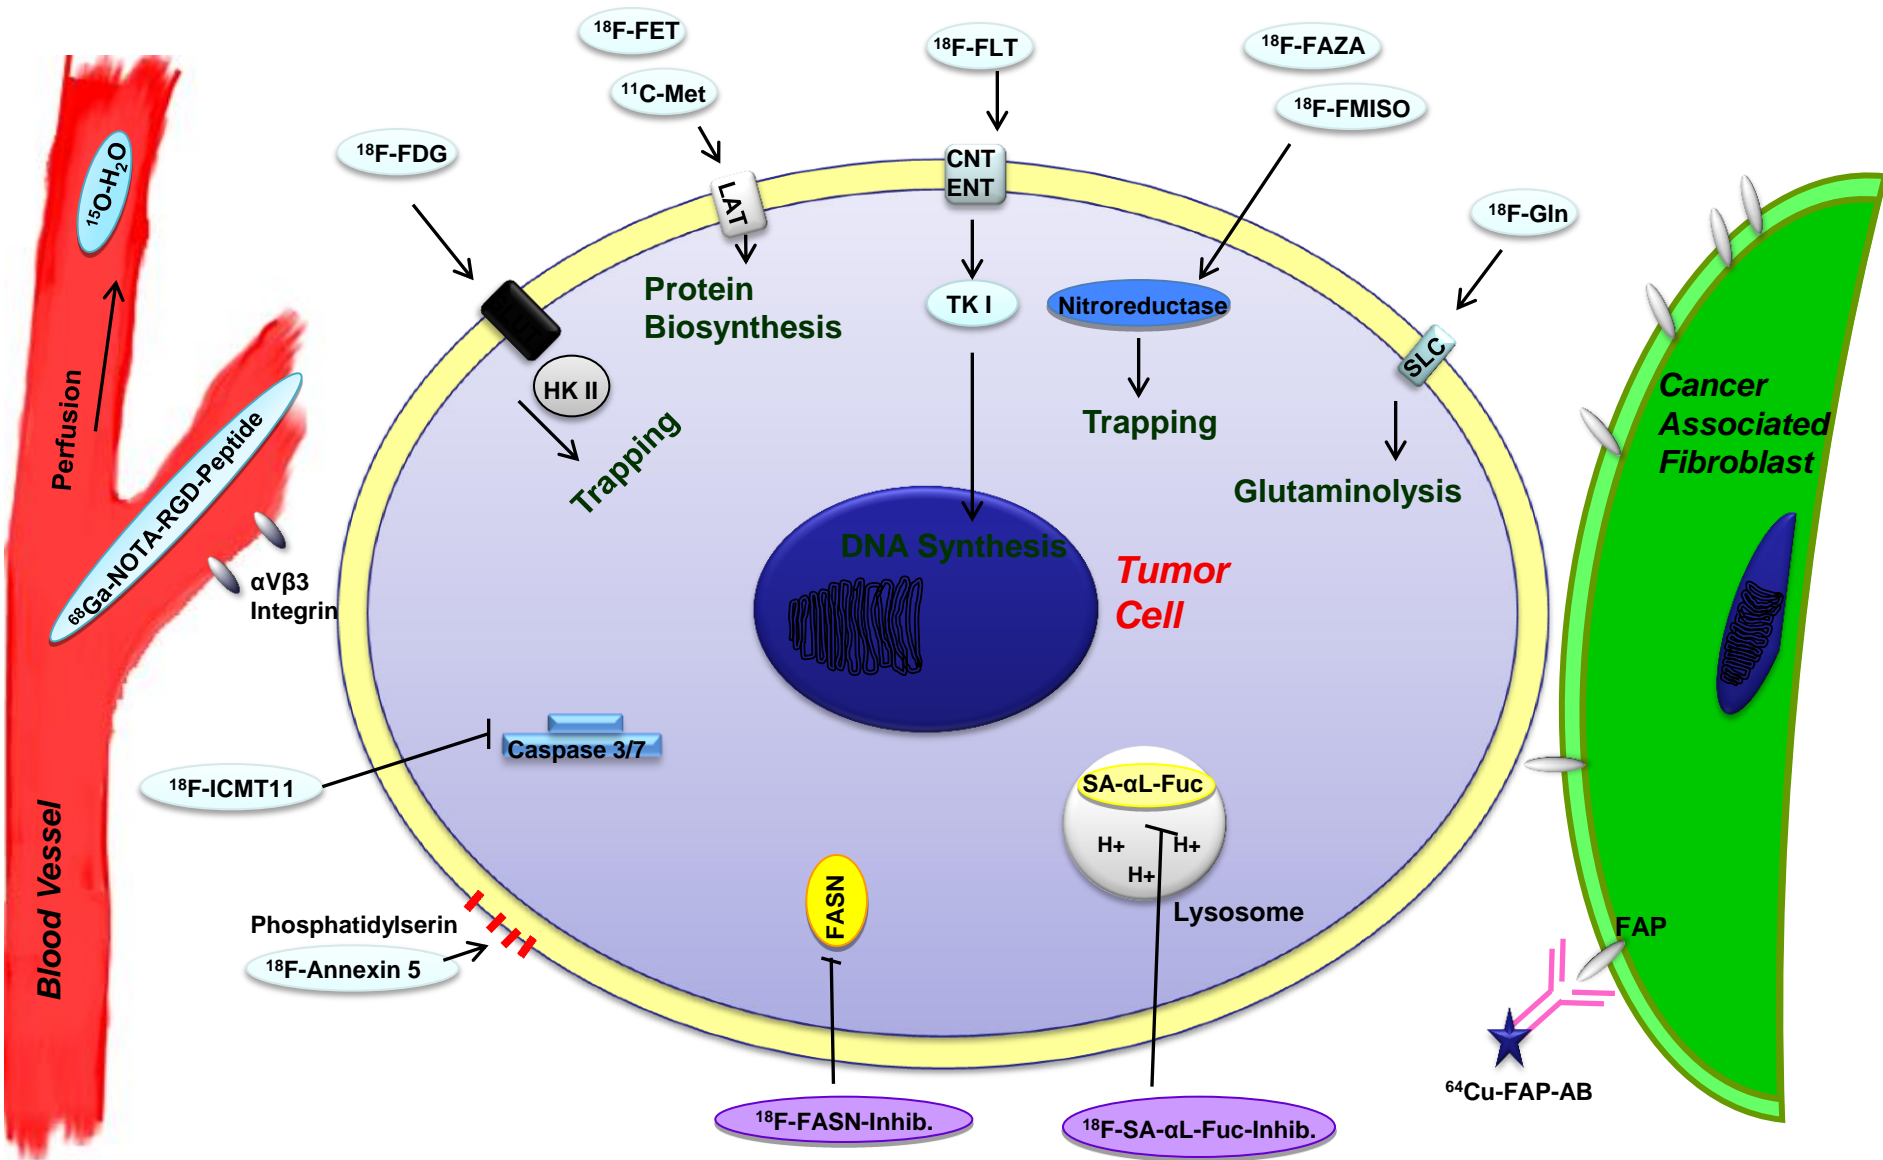 ¹⁸F-FET
¹¹C-Met
¹⁸F-FLT
¹⁸F-FAZA
¹⁸F-FMISO
¹⁸F-FDG
¹⁸F-Gln
¹⁵O-H₂O
Perfusion
⁶⁸Ga-NOTA-RGD-Peptide
αVβ3
Integrin
Blood Vessel
LAT
CNT
ENT
SLC
HK II
Trapping
Protein
Biosynthesis
TK I
Nitroreductase
Trapping
Glutaminolysis
DNA Synthesis
Tumor
Cell
Cancer
Associated
Fibroblast
Caspase 3/7
¹⁸F-ICMT11
Phosphatidylserin
¹⁸F-Annexin 5
FASN
SA-αL-Fuc
H+
H+
H+
Lysosome
FAP
⁶⁴Cu-FAP-AB
¹⁸F-FASN-Inhib.
¹⁸F-SA-αL-Fuc-Inhib.